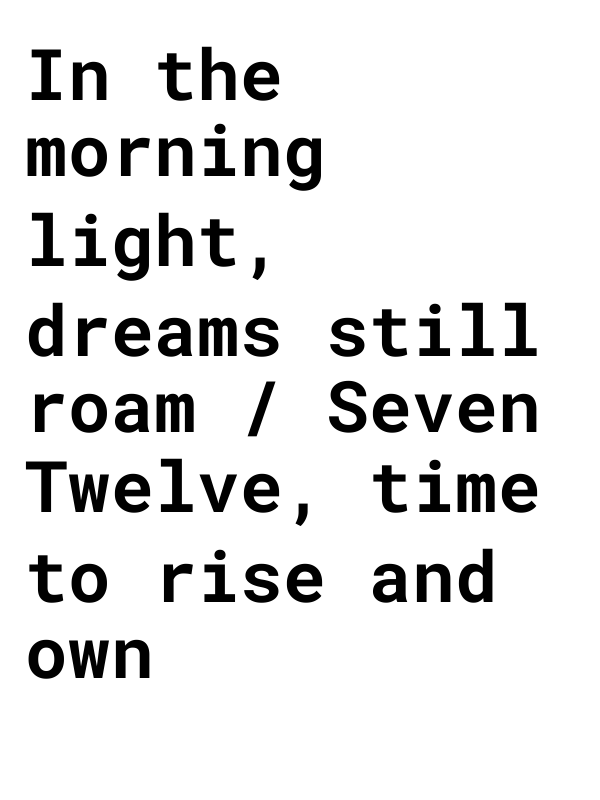 In the
morning
light,
dreams still
roam / Seven
Twelve, time
to rise and
own